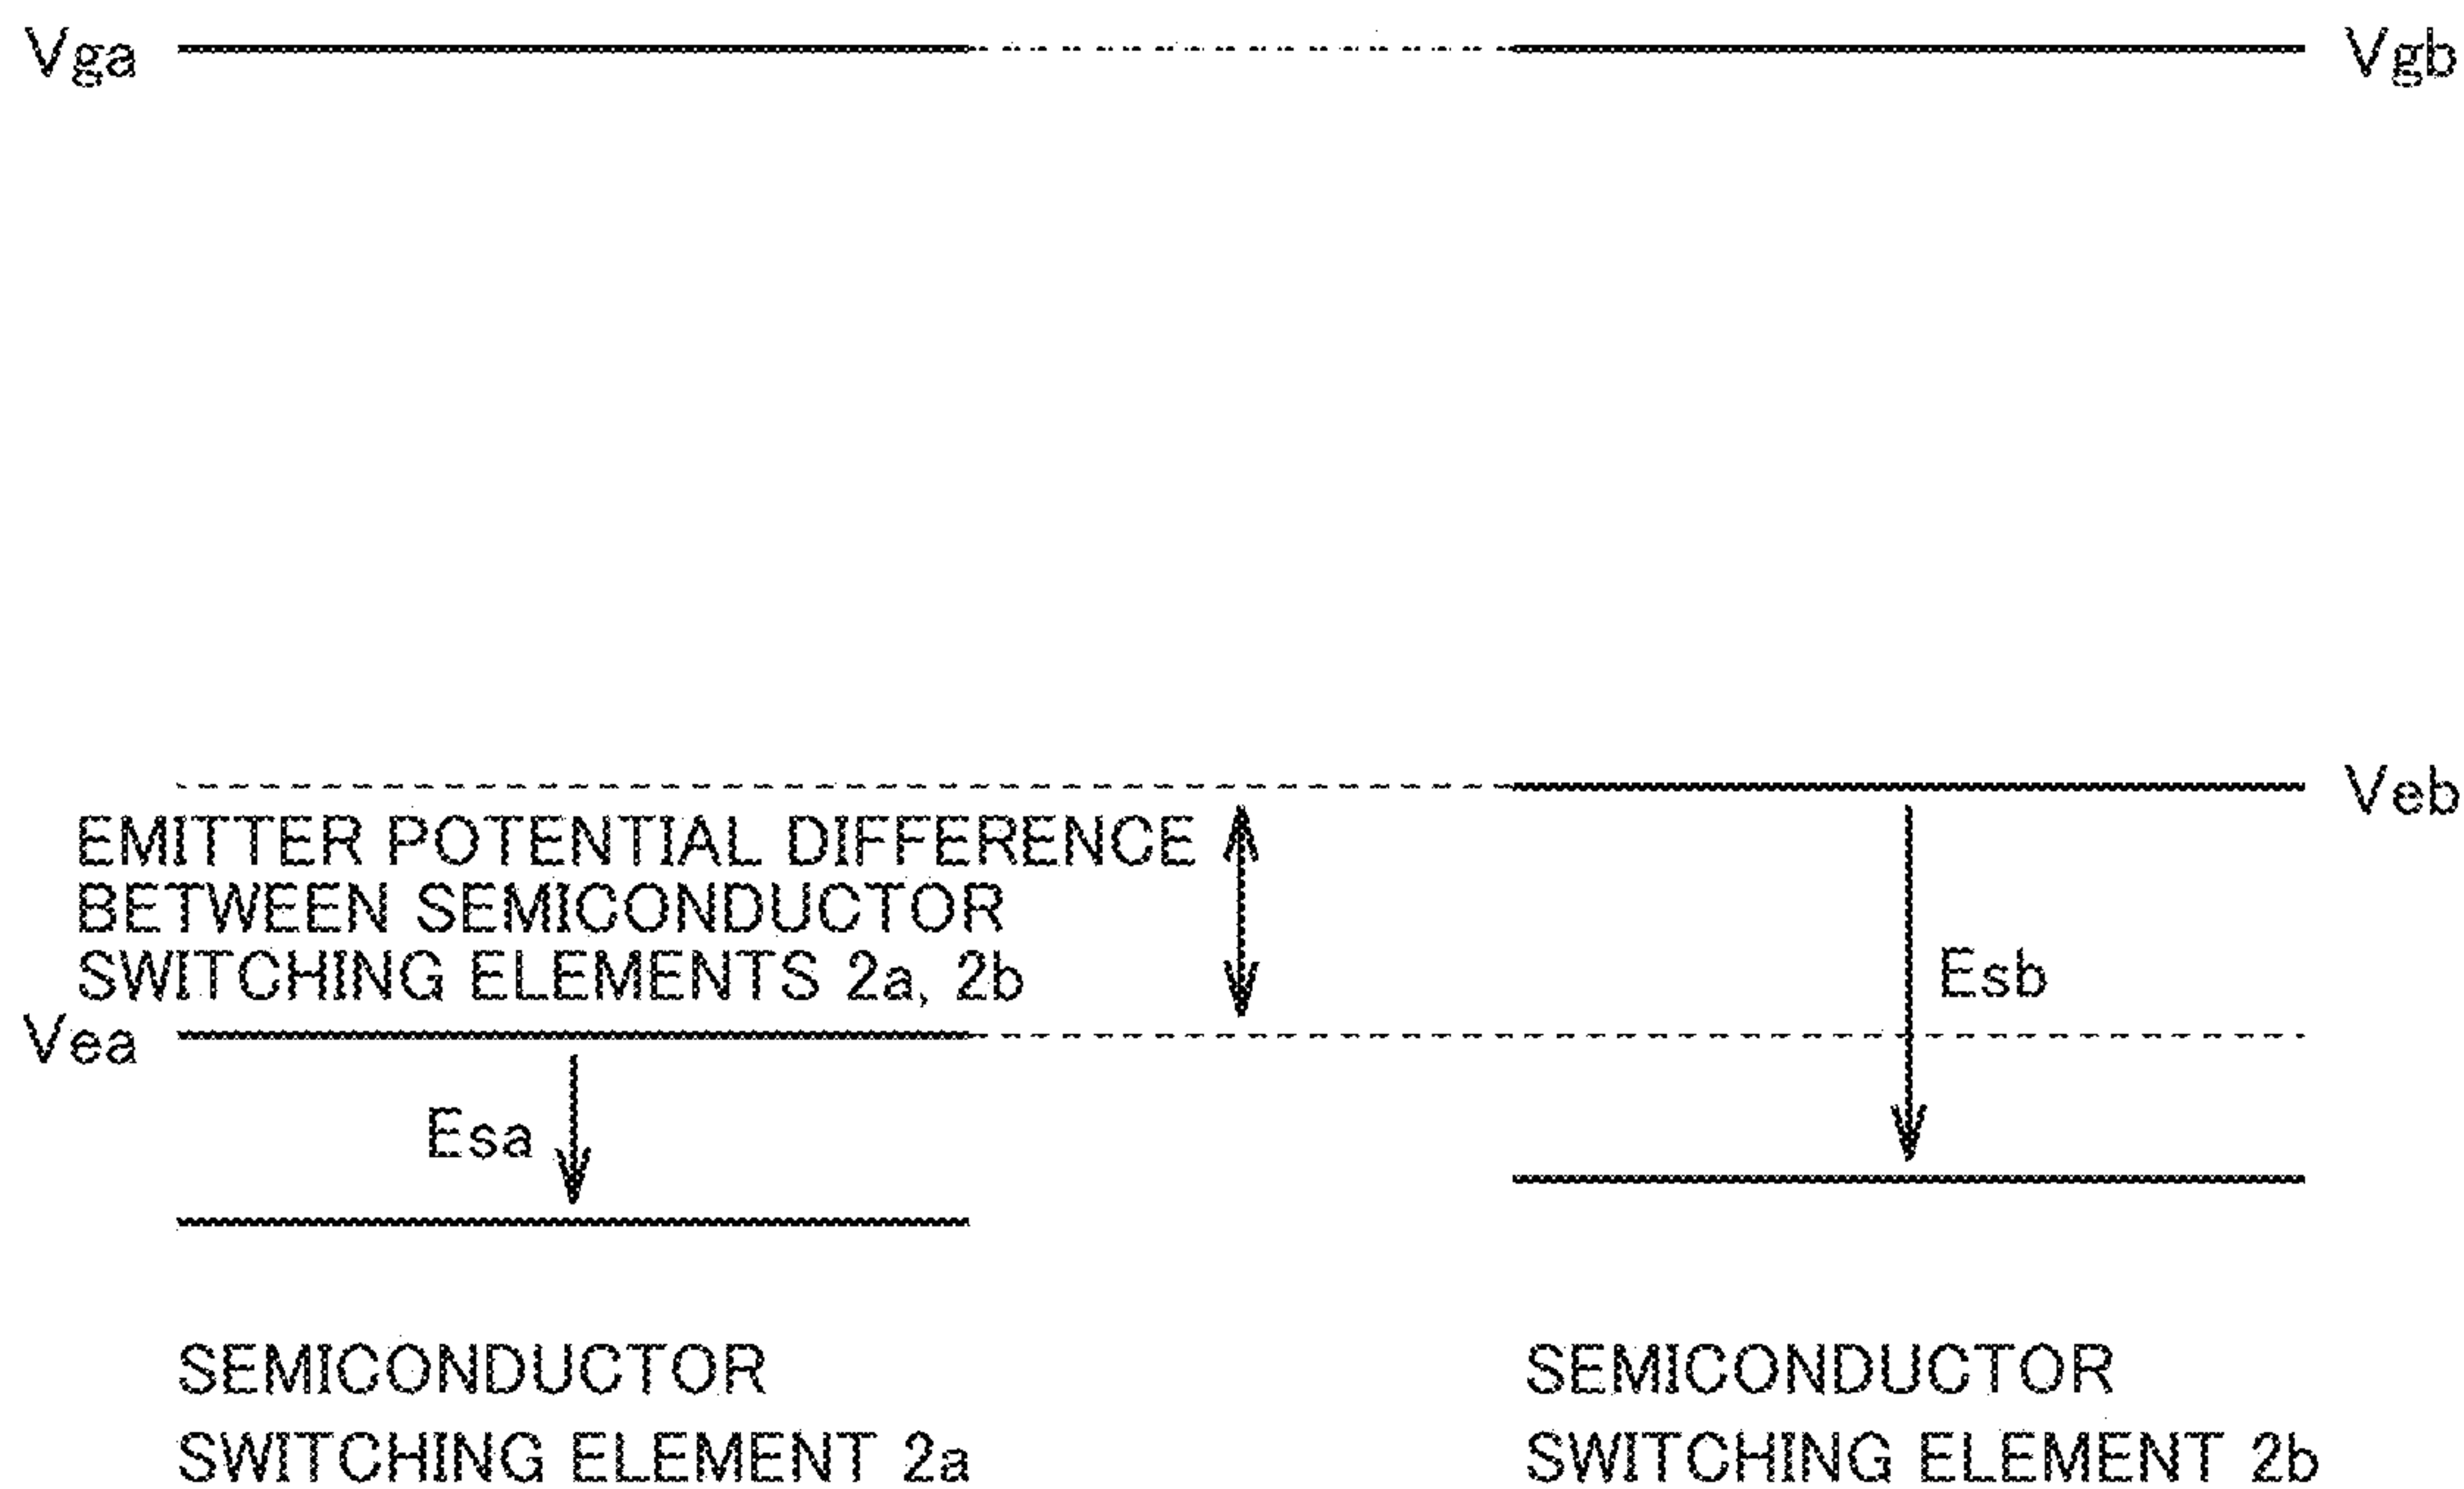 Vga
Vgb
Veb
EMITTER POTENTIAL DIFFERENCE
BETWEEN SEMICONDUCTOR
SWITCHING ELEMENTS 2a, 2b
Esb
Vea
Esa
SEMICONDUCTOR
SWITCHING ELEMENT 2a
SEMICONDUCTOR
SWITCHING ELEMENT 2b